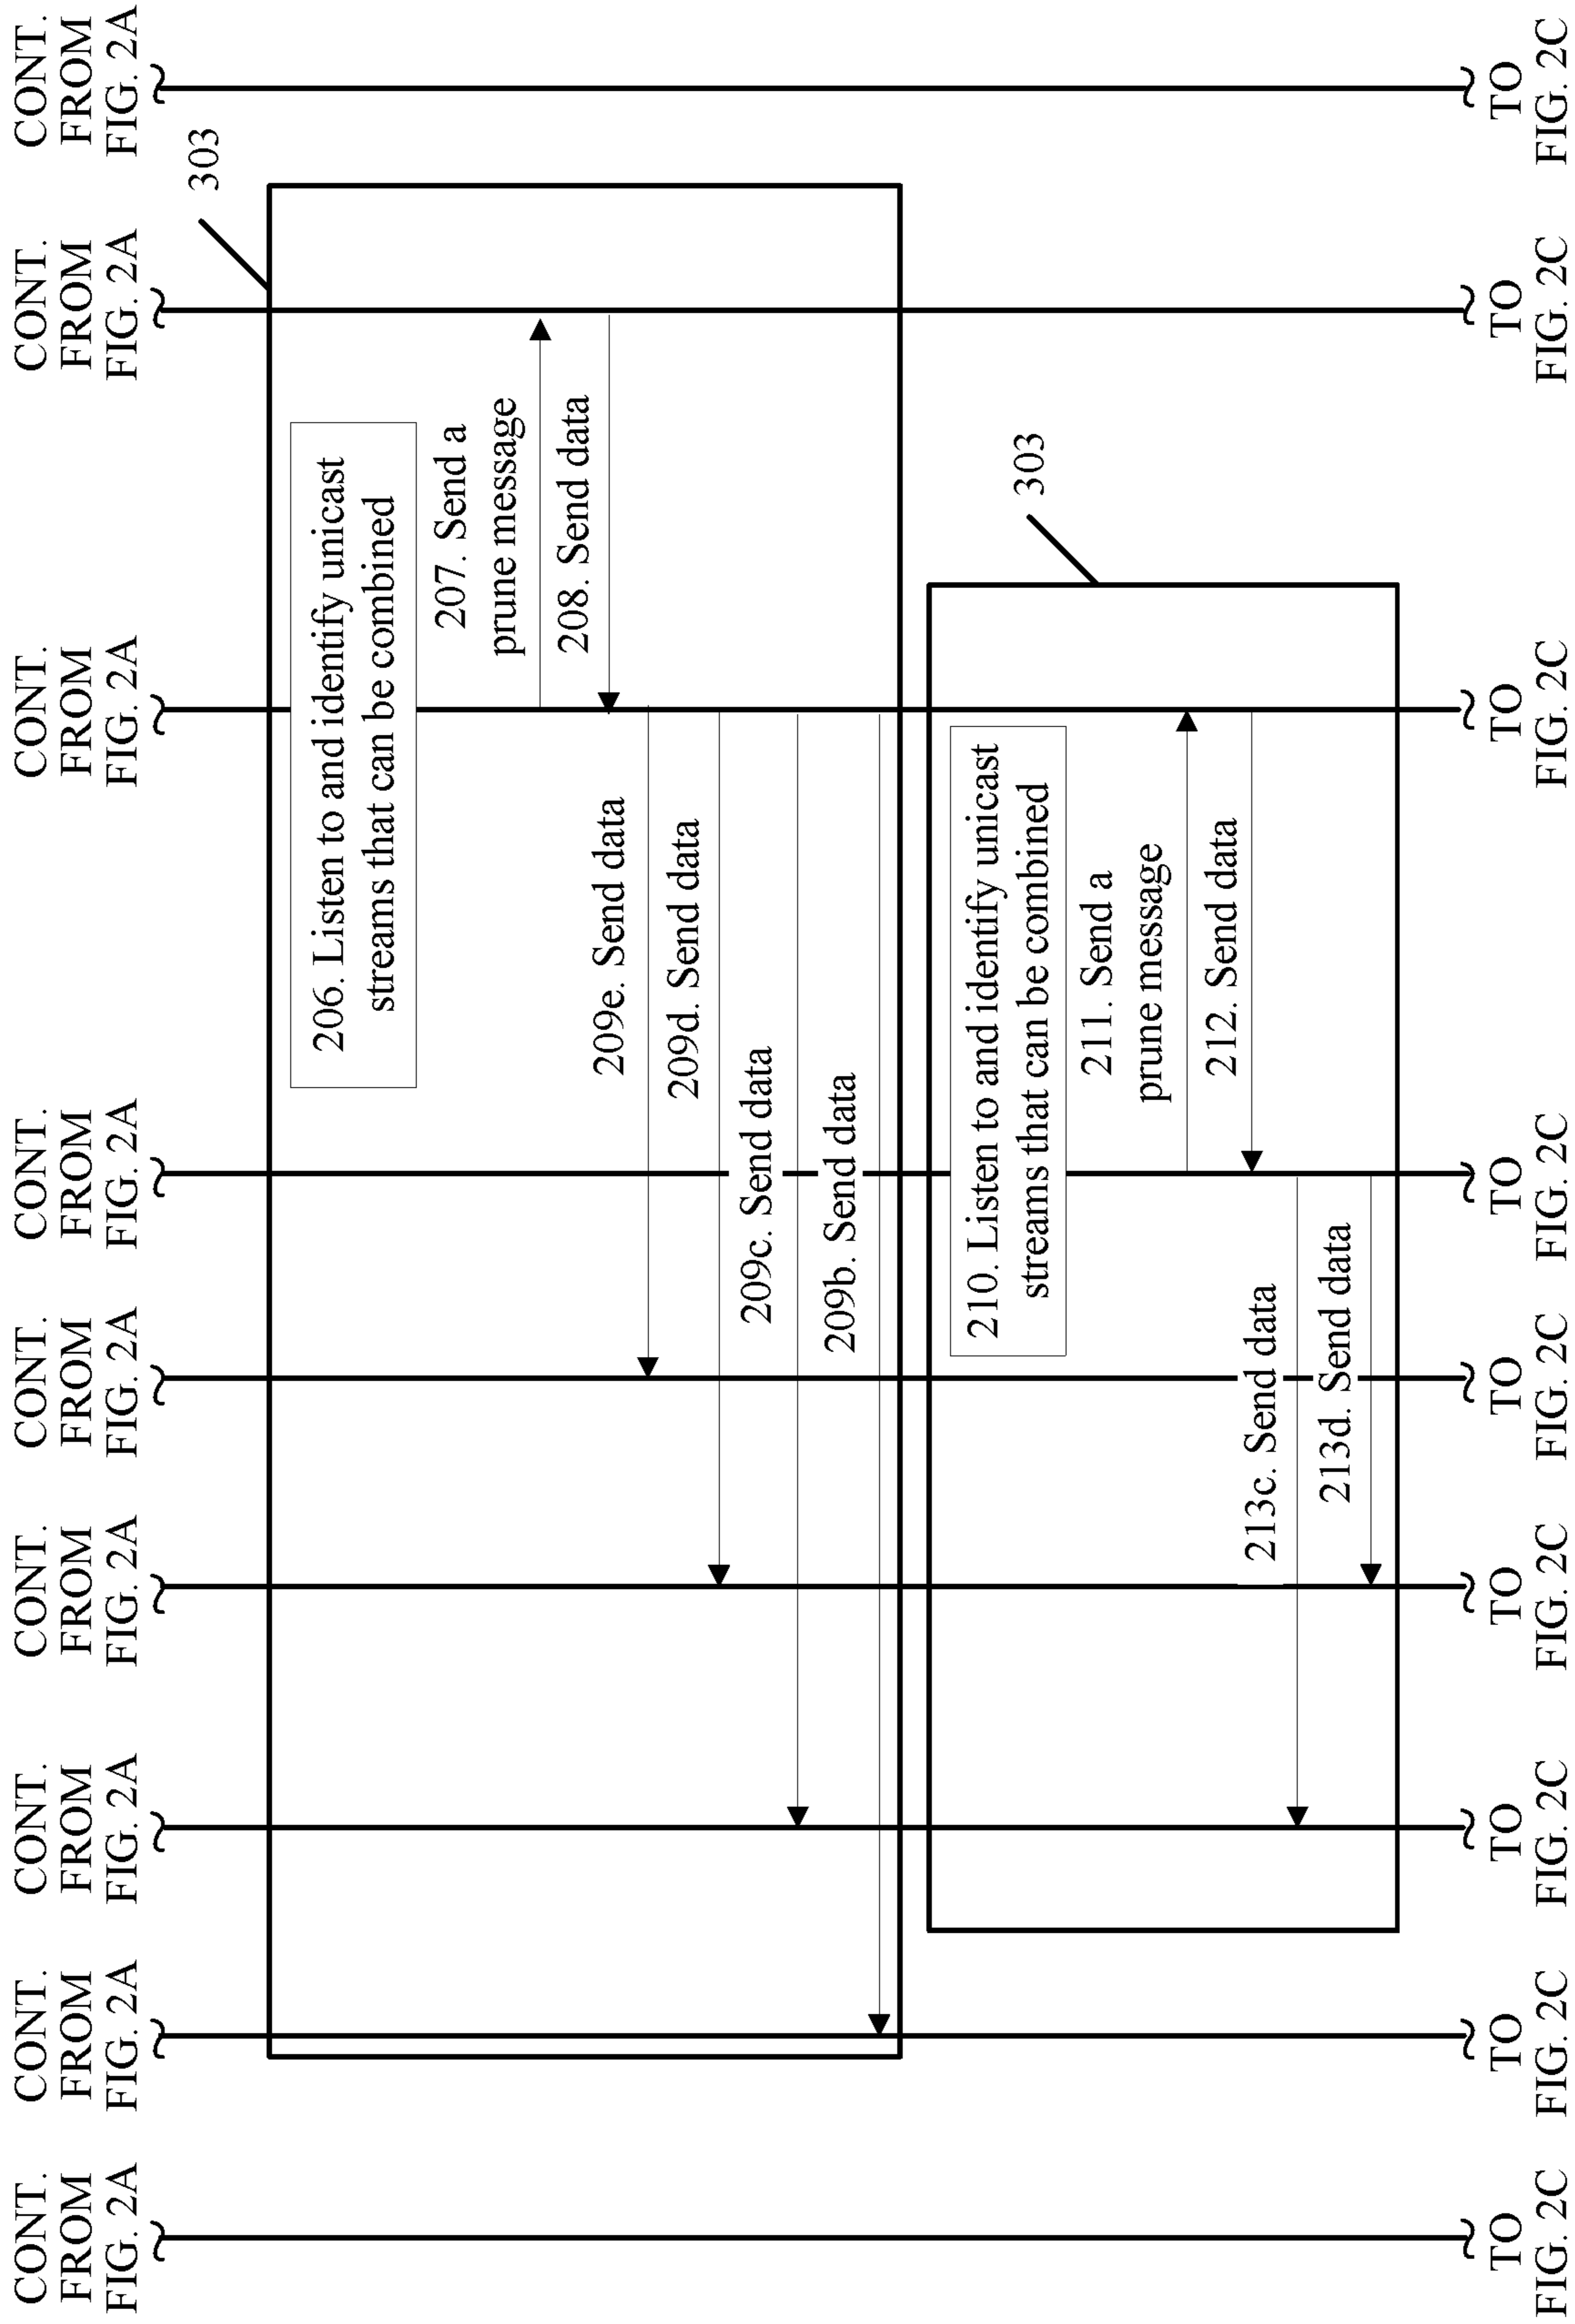 CONT.
FROM
FIG. 2A
CONT.
FROM
FIG. 2A
CONT.
FROM
FIG. 2A
CONT.
FROM
FIG. 2A
CONT.
FROM
FIG. 2A
CONT.
FROM
FIG. 2A
CONT.
FROM
FIG. 2A
CONT.
FROM
FIG. 2A
CONT.
FROM
FIG. 2A
303
206. Listen to and identify unicast
streams that can be combined
207. Send a
prune message
208. Send data
209e. Send data
209d. Send data
209c. Send data
209b. Send data
303
210. Listen to and identify unicast
streams that can be combined
211. Send a
prune message
212. Send data
213c. Send data
213d. Send data
TO
FIG. 2C
TO
FIG. 2C
TO
FIG. 2C
TO
FIG. 2C
TO
FIG. 2C
TO
FIG. 2C
TO
FIG. 2C
TO
FIG. 2C
TO
FIG. 2C